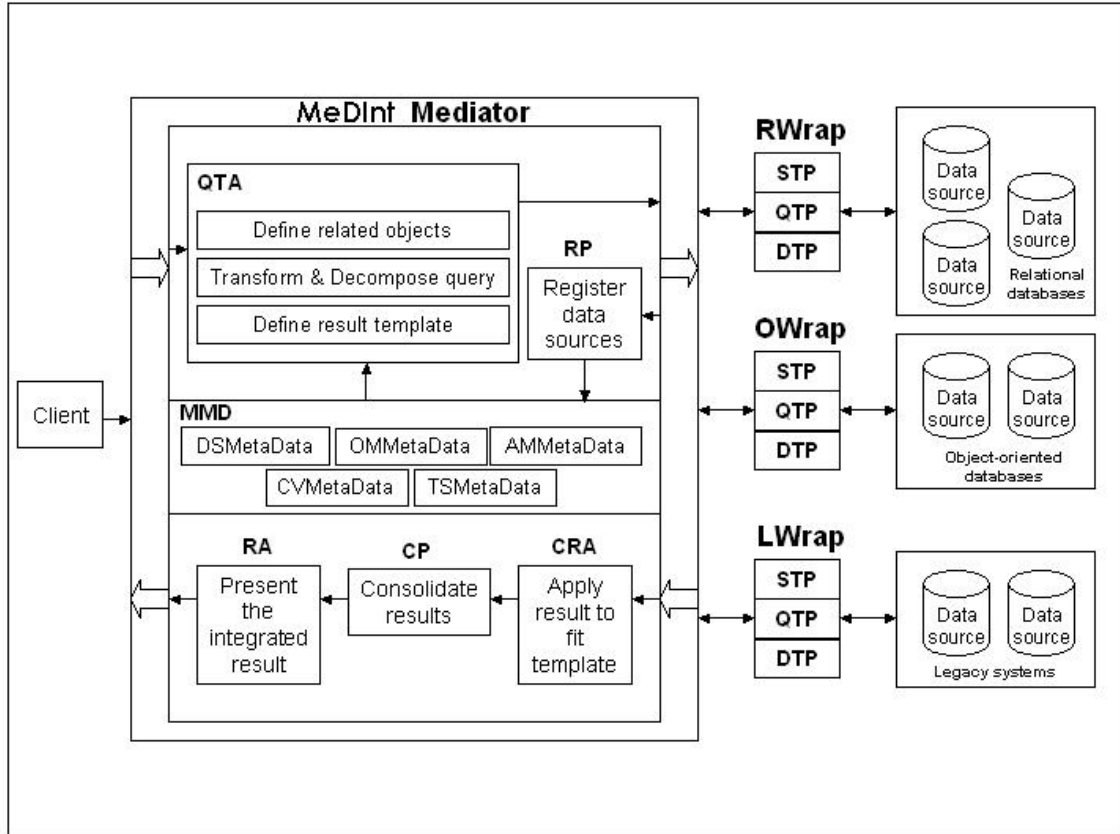 MeDInt Mediator
QTA
Define related objects
Transform & Decompose query
Define result template
RP
Register
data
sources
Client
MMD
DSMetaData
OMMetaData
AMMetaData
CVMetaData
TSMetaData
RA
Present
the
integrated
result
CP
Consolidate
results
CRA
Apply
result to
fit
template
RWrap
STP
QTP
DTP
Data
source
Data
source
Data
source
Relational
databases
OWrap
STP
QTP
DTP
Data
source
Data
source
Object-oriented
databases
LWrap
STP
QTP
DTP
Data
source
Data
source
Legacy systems